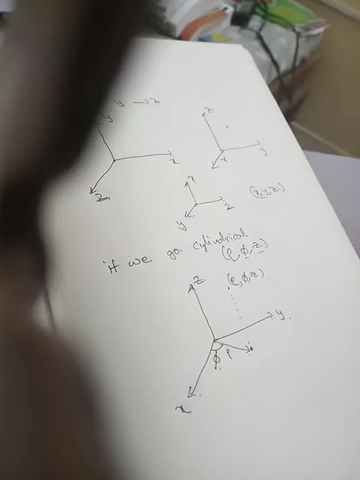 y → z
y
z
x
z
x
y
y
z
(x,y,z)
if we go cylindrical.
(ρ, φ, z)
z
(ρ,φ,z)
y
φ
ρ
x